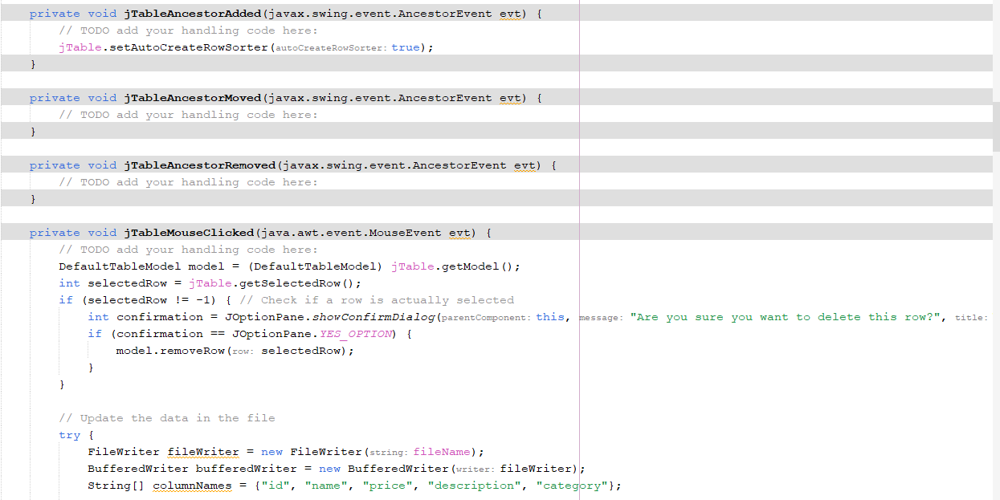 private void jTableAncestorAdded(javax.swing.event.AncestorEvent evt) {
// TODO add your handling code here:
jTable.setAutoCreateRowSorter(autoCreateRowSorter: true);
}
private void jTableAncestorMoved(javax.swing.event.AncestorEvent evt) {
// TODO add your handling code here:
}
private void jTableAncestorRemoved(javax.swing.event.AncestorEvent evt) {
// TODO add your handling code here:
}
private void jTableMouseClicked(java.awt.event.MouseEvent evt) {
// TODO add your handling code here:
DefaultTableModel model = (DefaultTableModel) jTable.getModel();
int selectedRow = jTable.getSelectedRow();
if (selectedRow != -1) { // Check if a row is actually selected
int confirmation = JOptionPane.showConfirmDialog(parentComponent: this, message: "Are you sure you want to delete this row?", title:
if (confirmation == JOptionPane.YES_OPTION) {
model.removeRow(row: selectedRow);
}
}
// Update the data in the file
try {
FileWriter fileWriter = new FileWriter(string: fileName);
BufferedWriter bufferedWriter = new BufferedWriter(writer: fileWriter);
String[] columnNames = {"id", "name", "price", "description", "category"};